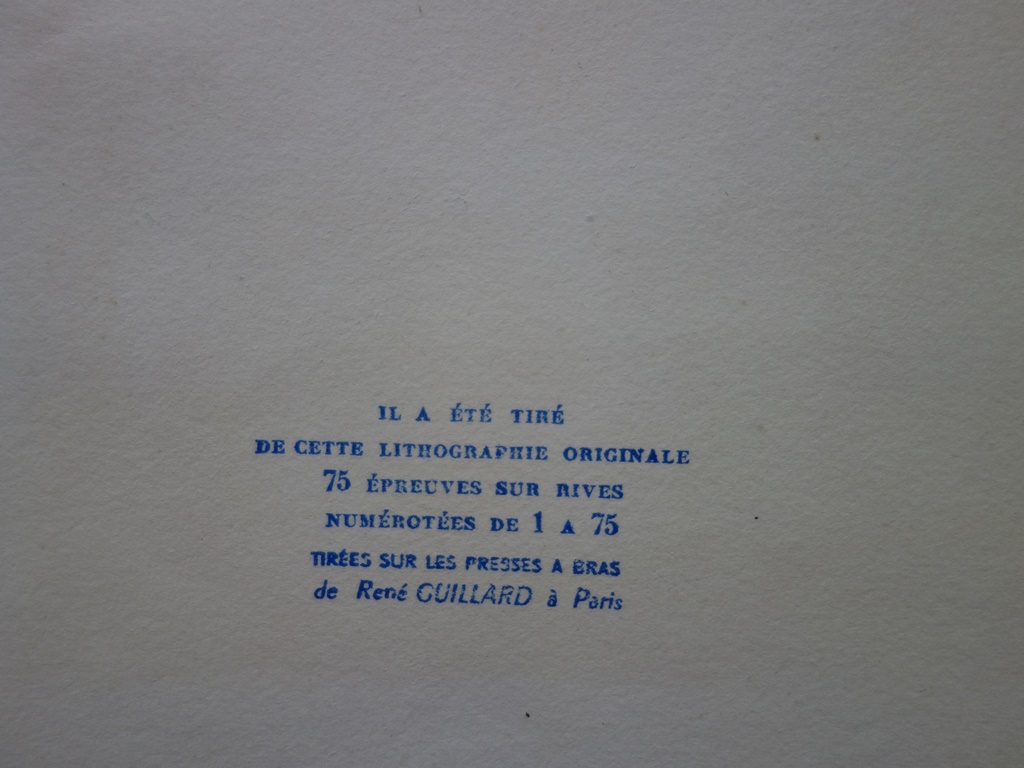 IL A ÉTÉ TIRÉ
DE CETTE LITHOGRAPHIE ORIGINALE
75 ÉPREUVES SUR RIVES
NUMÉROTÉES DE 1 A 75
TIRÉES SUR LES PRESSES A BRAS
de René GUILLARD à Paris